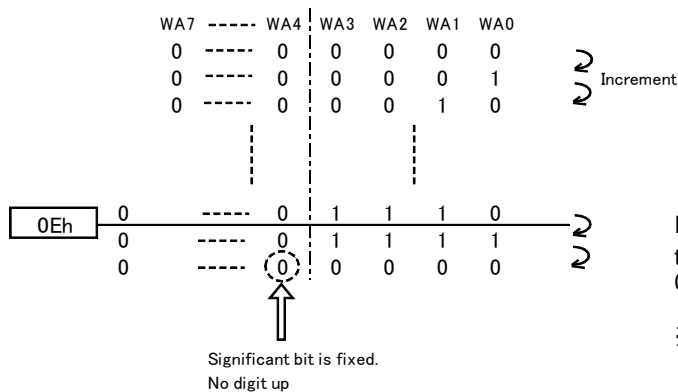 WA7 ----- WA4 WA3 WA2 WA1 WA0
0 ----- 0 0 0 0 0
0 ----- 0 0 0 0 1
Increment
0 ----- 0 0 0 1 0
0 ----- 0 1 1 1 0
0Eh
0 ----- 0 1 1 1 1
0 ----- 0 0 0 0 0
Significant bit is fixed.
No digit up